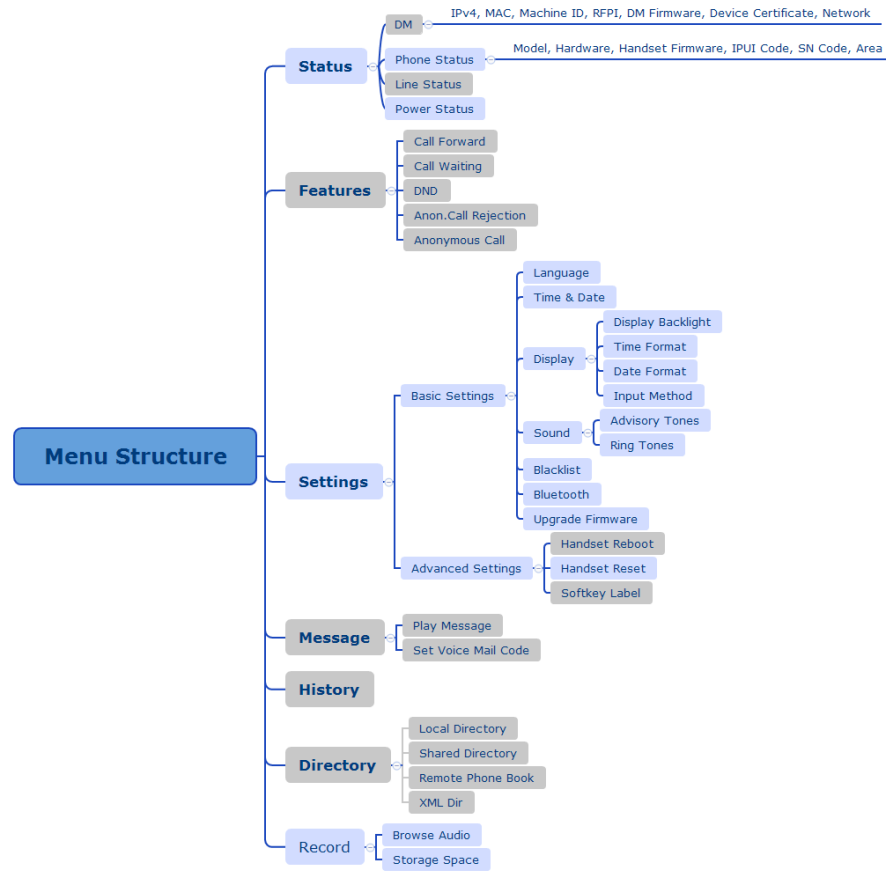 Menu Structure
Status
DM
IPv4, MAC, Machine ID, RFPI, DM Firmware, Device Certificate, Network
Phone Status
Model, Hardware, Handset Firmware, IPUI Code, SN Code, Area
Line Status
Power Status
Features
Call Forward
Call Waiting
DND
Anon.Call Rejection
Anonymous Call
Settings
Basic Settings
Language
Time & Date
Display
Display Backlight
Time Format
Date Format
Input Method
Sound
Advisory Tones
Ring Tones
Blacklist
Bluetooth
Upgrade Firmware
Advanced Settings
Handset Reboot
Handset Reset
Softkey Label
Message
Play Message
Set Voice Mail Code
History
Directory
Local Directory
Shared Directory
Remote Phone Book
XML Dir
Record
Browse Audio
Storage Space